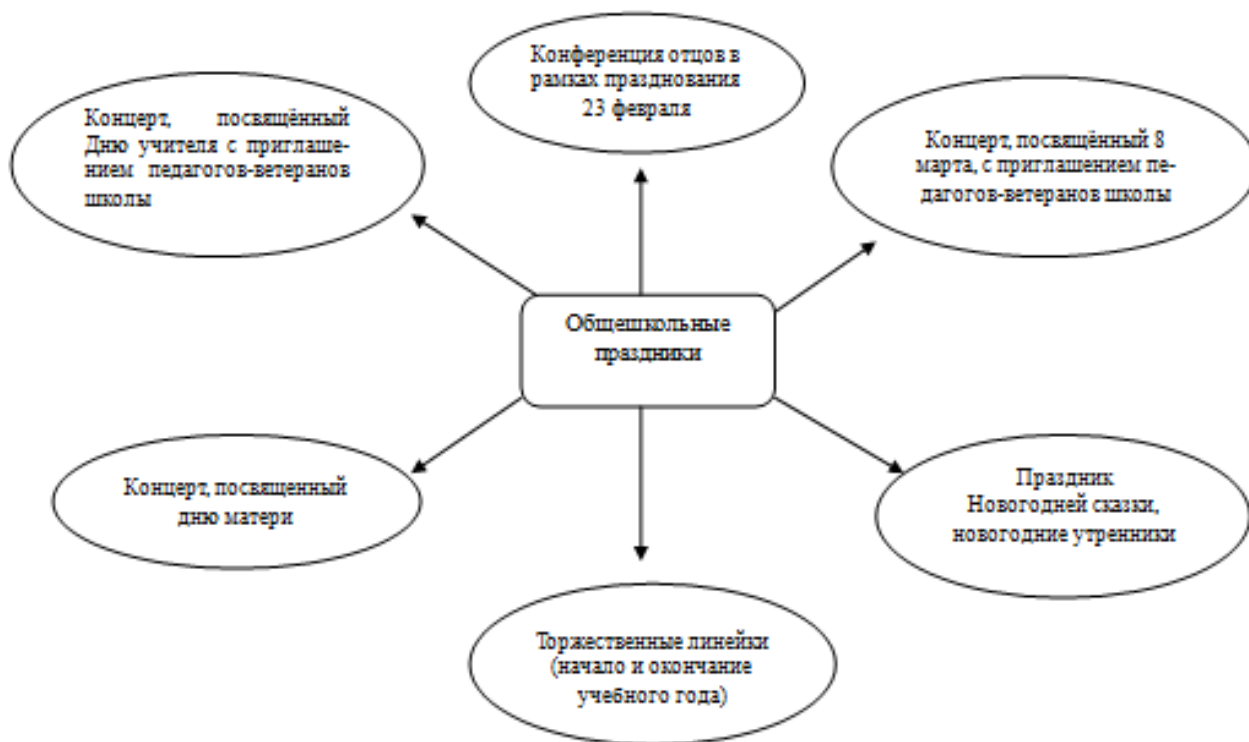 Конференция отцов в
рамках празднования
23 февраля
Концерт, посвящённый
Дню учителя с приглаше-
нием педагогов-ветеранов
школы
Концерт, посвящённый 8
марта, с приглашением пе-
дагогов-ветеранов школы
Общешкольные
праздники
Концерт, посвященный
дню матери
Праздник
Новогодней сказки,
новогодние утренники
Торжественные линейки
(начало и окончание
учебного года)